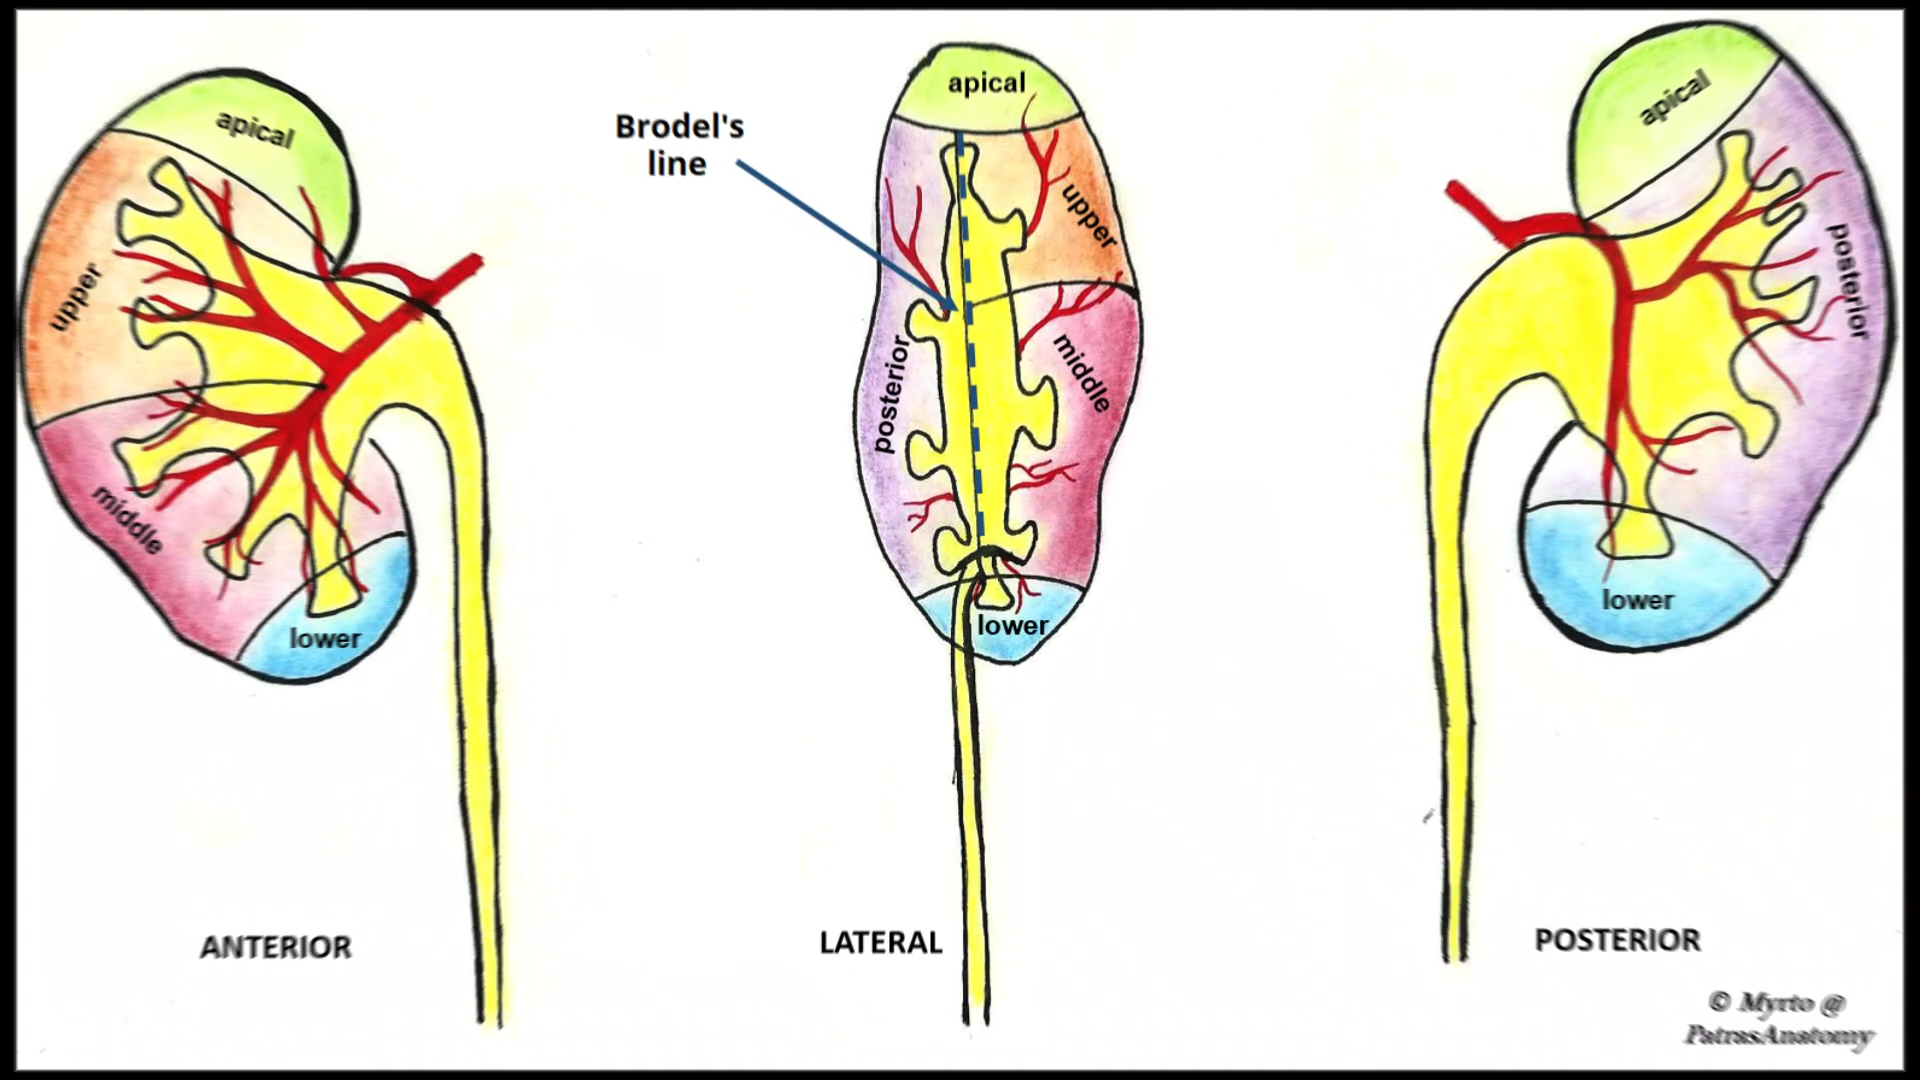 apical
upper
middle
lower
ANTERIOR
Brodel's
line
apical
upper
posterior
middle
lower
LATERAL
apical
posterior
lower
POSTERIOR
© Myrto @
PatrasAnatomy